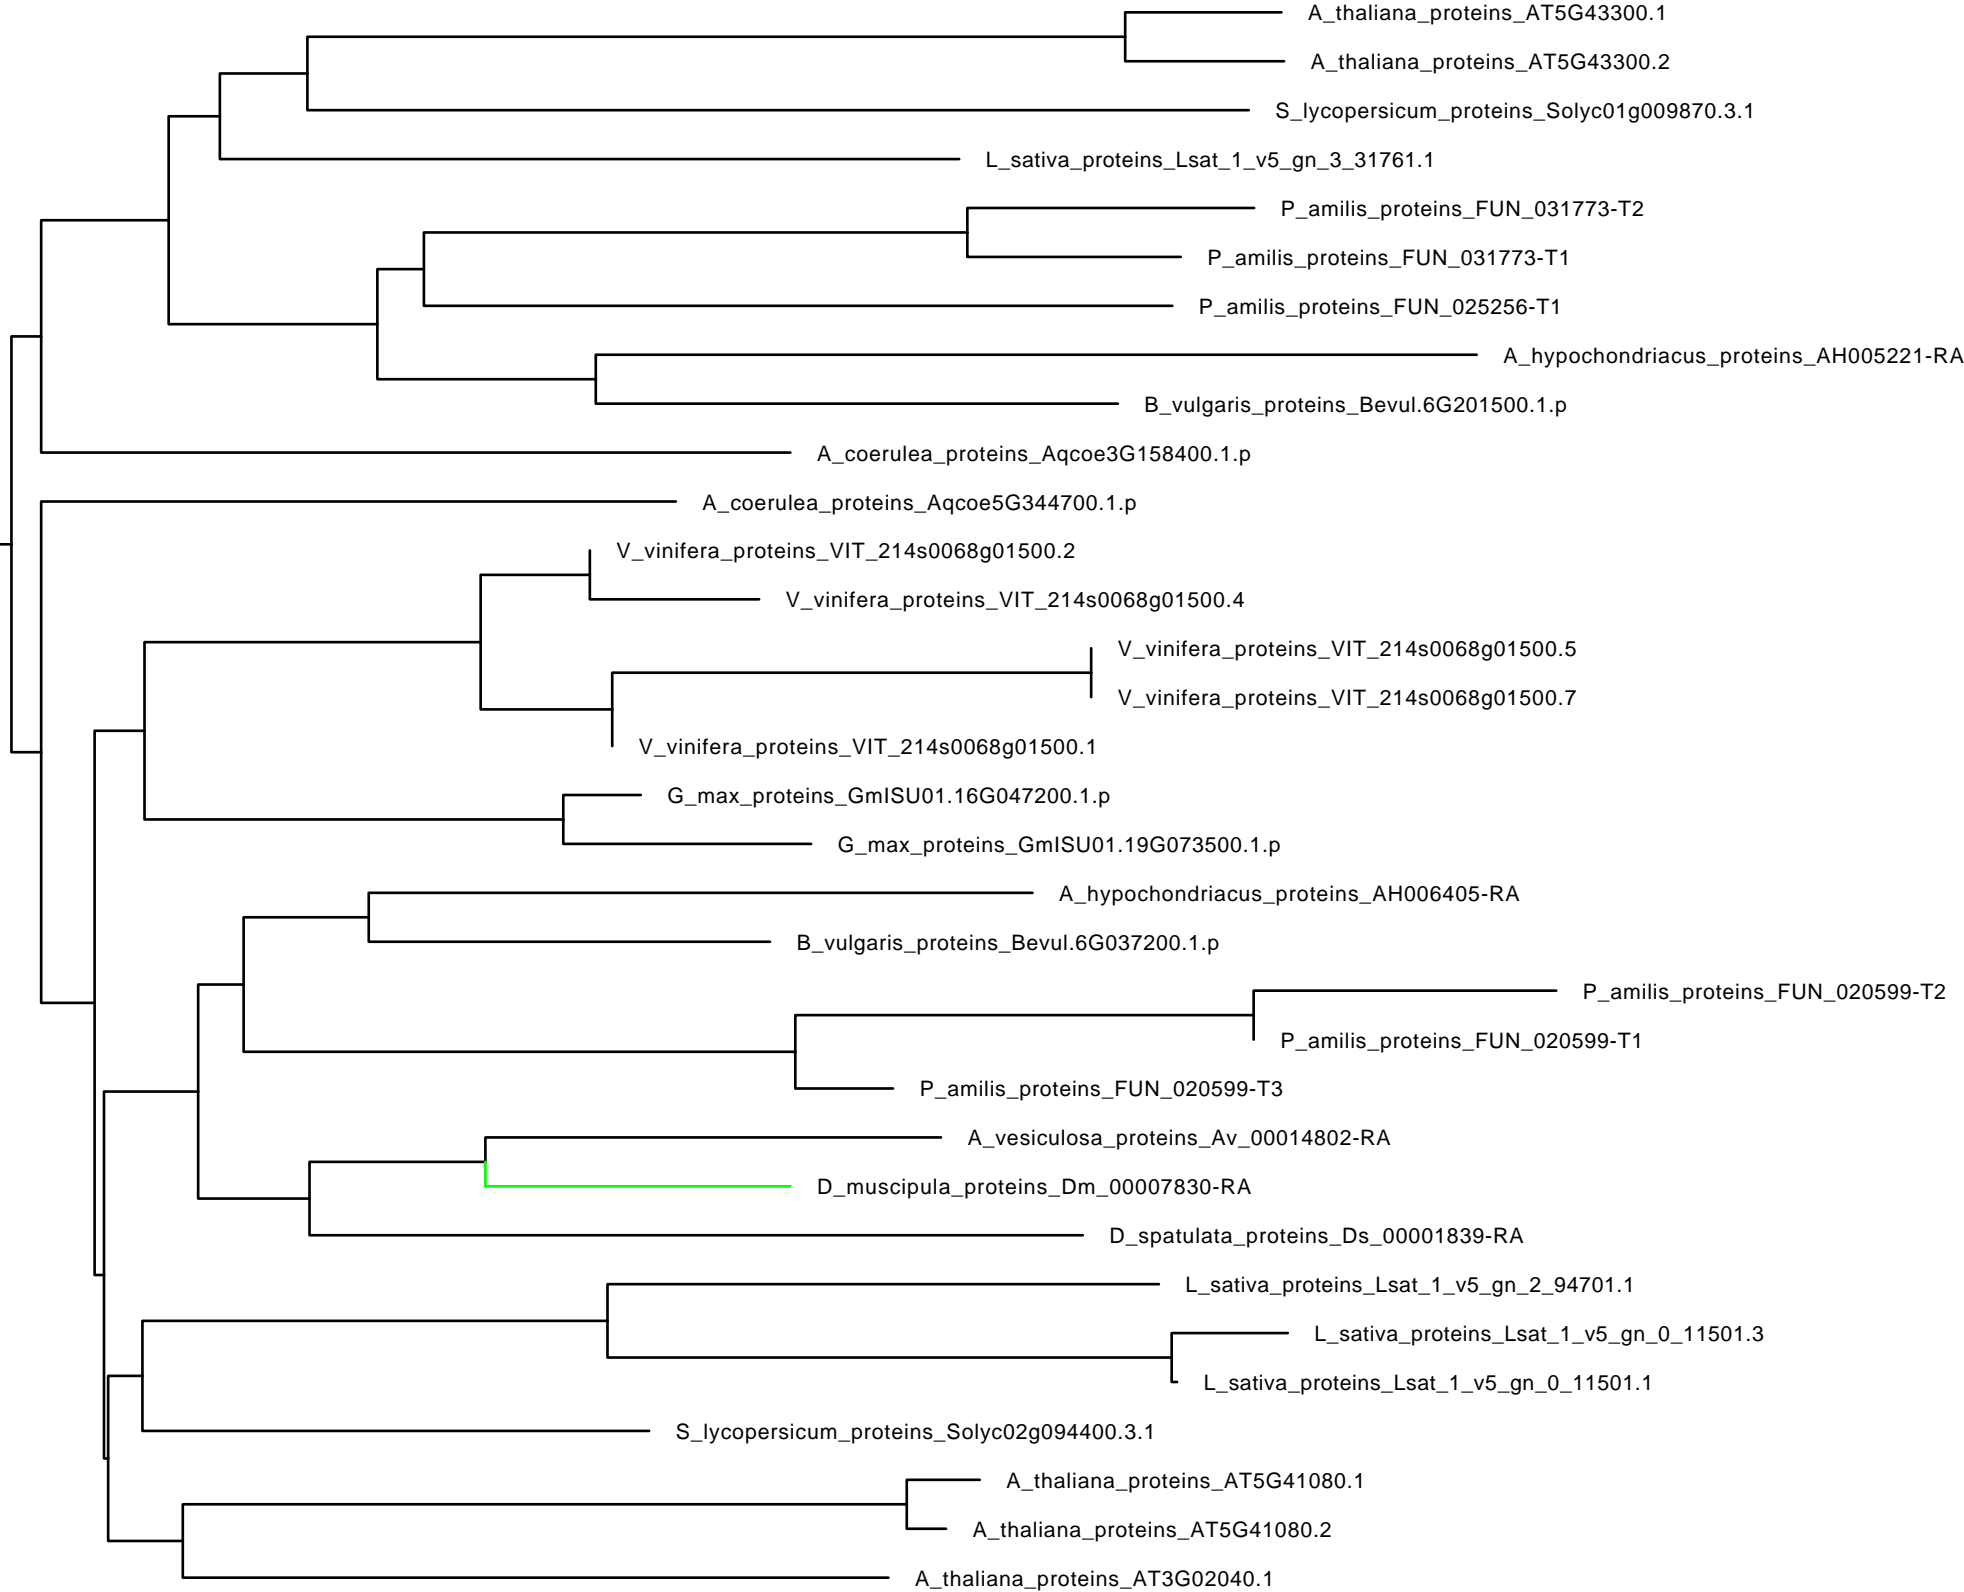 A_thaliana_proteins_AT5G43300.1
A_thaliana_proteins_AT5G43300.2
S_lycopersicum_proteins_Solyc01g009870.3.1
L_sativa_proteins_Lsat_1_v5_gn_3_31761.1
P_amilis_proteins_FUN_031773-T2
P_amilis_proteins_FUN_031773-T1
P_amilis_proteins_FUN_025256-T1
A_hypochondriacus_proteins_AH005221-RA
B_vulgaris_proteins_Bevul.6G201500.1.p
A_coerulea_proteins_Aqcoe3G158400.1.p
A_coerulea_proteins_Aqcoe5G344700.1.p
V_vinifera_proteins_VIT_214s0068g01500.2
V_vinifera_proteins_VIT_214s0068g01500.4
V_vinifera_proteins_VIT_214s0068g01500.5
V_vinifera_proteins_VIT_214s0068g01500.7
V_vinifera_proteins_VIT_214s0068g01500.1
G_max_proteins_GmISU01.16G047200.1.p
G_max_proteins_GmISU01.19G073500.1.p
A_hypochondriacus_proteins_AH006405-RA
B_vulgaris_proteins_Bevul.6G037200.1.p
P_amilis_proteins_FUN_020599-T2
P_amilis_proteins_FUN_020599-T1
P_amilis_proteins_FUN_020599-T3
A_vesiculosa_proteins_Av_00014802-RA
D_muscipula_proteins_Dm_00007830-RA
D_spatulata_proteins_Ds_00001839-RA
L_sativa_proteins_Lsat_1_v5_gn_2_94701.1
L_sativa_proteins_Lsat_1_v5_gn_0_11501.3
L_sativa_proteins_Lsat_1_v5_gn_0_11501.1
S_lycopersicum_proteins_Solyc02g094400.3.1
A_thaliana_proteins_AT5G41080.1
A_thaliana_proteins_AT5G41080.2
A_thaliana_proteins_AT3G02040.1